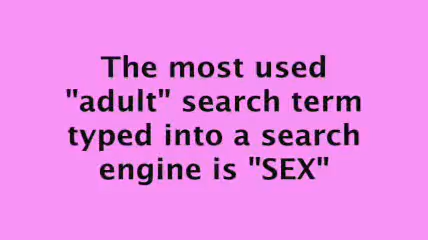 The most used
"adult" search term
typed into a search
engine is "SEX"